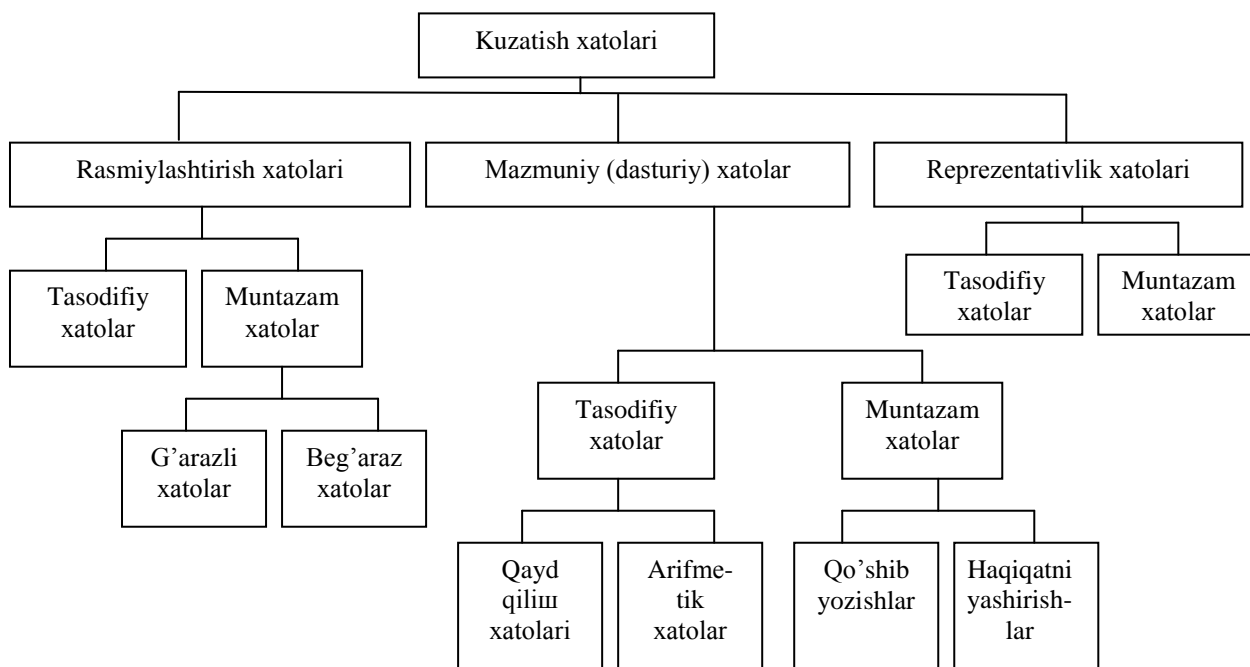 Kuzatish xatolari
Rasmiylashtirish xatolari
Mazmuniy (dasturiy) xatolar
Reprezentativlik xatolari
Tasodifiy
xatolar
Muntazam
xatolar
Tasodifiy
xatolar
Muntazam
xatolar
G’arazli
xatolar
Beg’araz
xatolar
Tasodifiy
xatolar
Muntazam
xatolar
Qayd
qiliш
xatolari
Arifme-
tik
xatolar
Qo’shib
yozishlar
Haqiqatni
yashirish-
lar